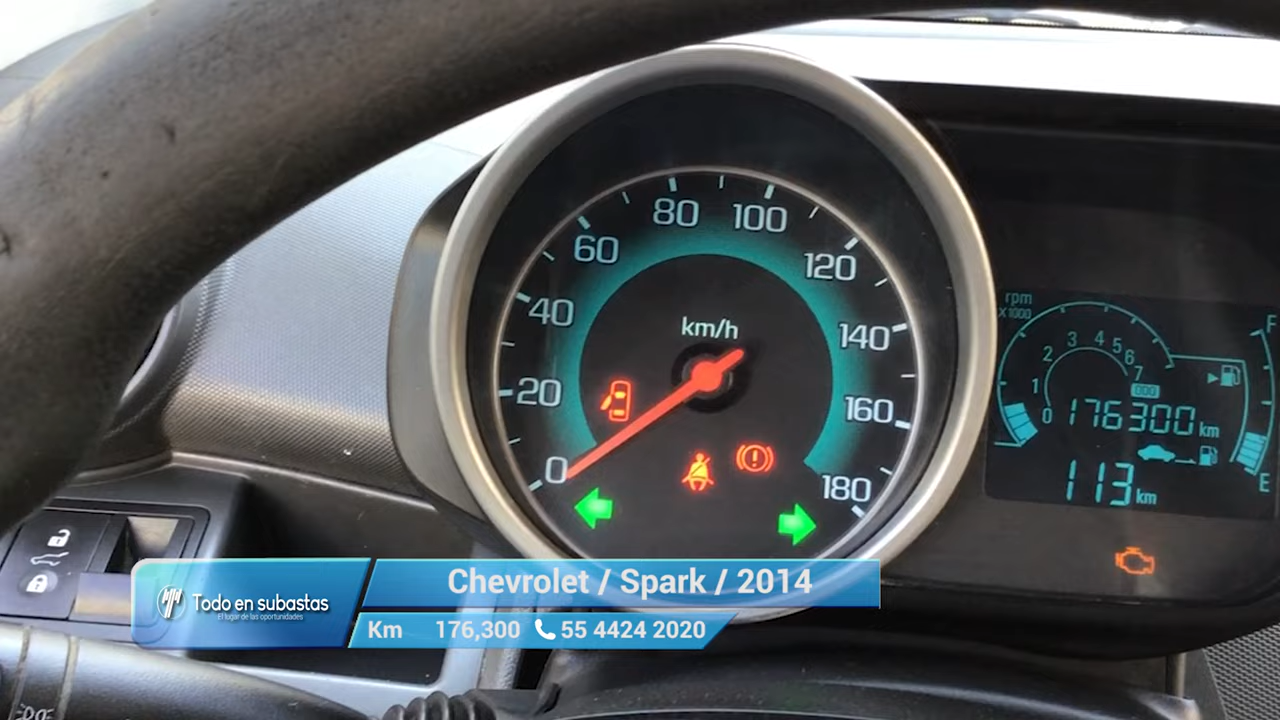 80 100
60 120
40 km/h 140
20 160
0 180
rpm
X1000
0 1 2 3 4 5 6 7
F
000
176300 km
113 km
E
Chevrolet / Spark / 2014
Todo en subastas
El lugar de las oportunidades
Km 176,300 55 4424 2020